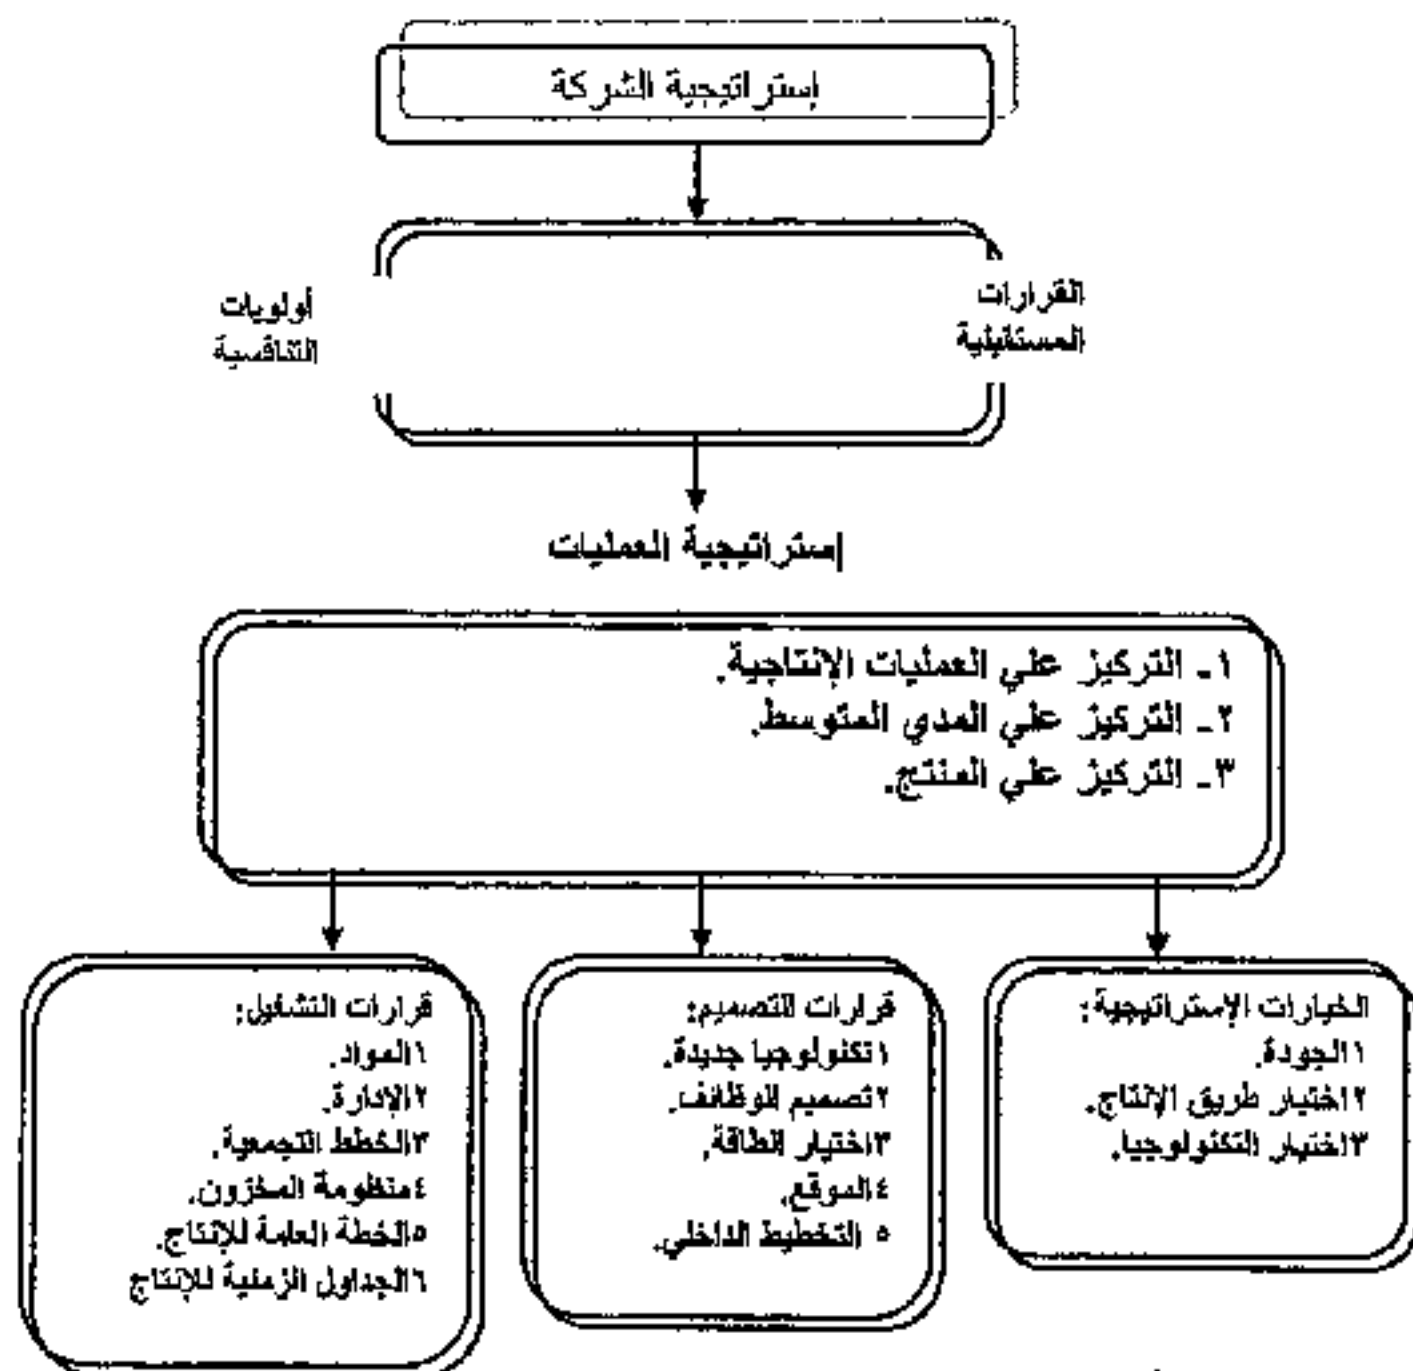 إستراتيجية الشركة
القرارات
المستقبلية
أولويات
التنافسية
إستراتيجية العمليات
١- التركيز علي العمليات الإنتاجية.
٢- التركيز علي المدي المتوسط.
٣- التركيز علي المنتج.
الخيارات الإستراتيجية:
١الجودة.
٢اختيار طريق الإنتاج.
٣اختيار التكنولوجيا.
قرارات التصميم:
١تكنولوجيا جديدة.
٢تصميم الوظائف.
٣اختيار الطاقة.
٤الموقع.
٥ التخطيط الداخلي.
قرارات التشغيل:
١المواد.
٢الإدارة.
٣الخطط التجمعية.
٤منظومة المخزون.
٥الخطة العامة للإنتاج.
٦الجداول الزمنية للإنتاج